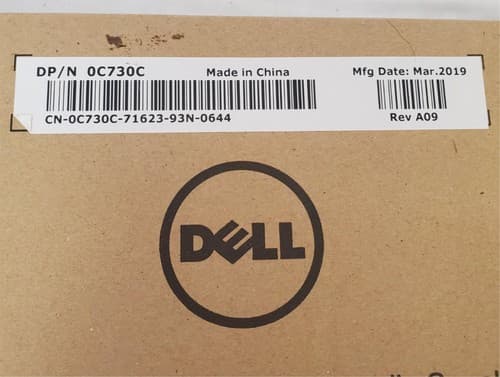 DP/N 0C730C Made in China Mfg Date: Mar.2019
CN-0C730C-71623-93N-0644 Rev A09
DELL